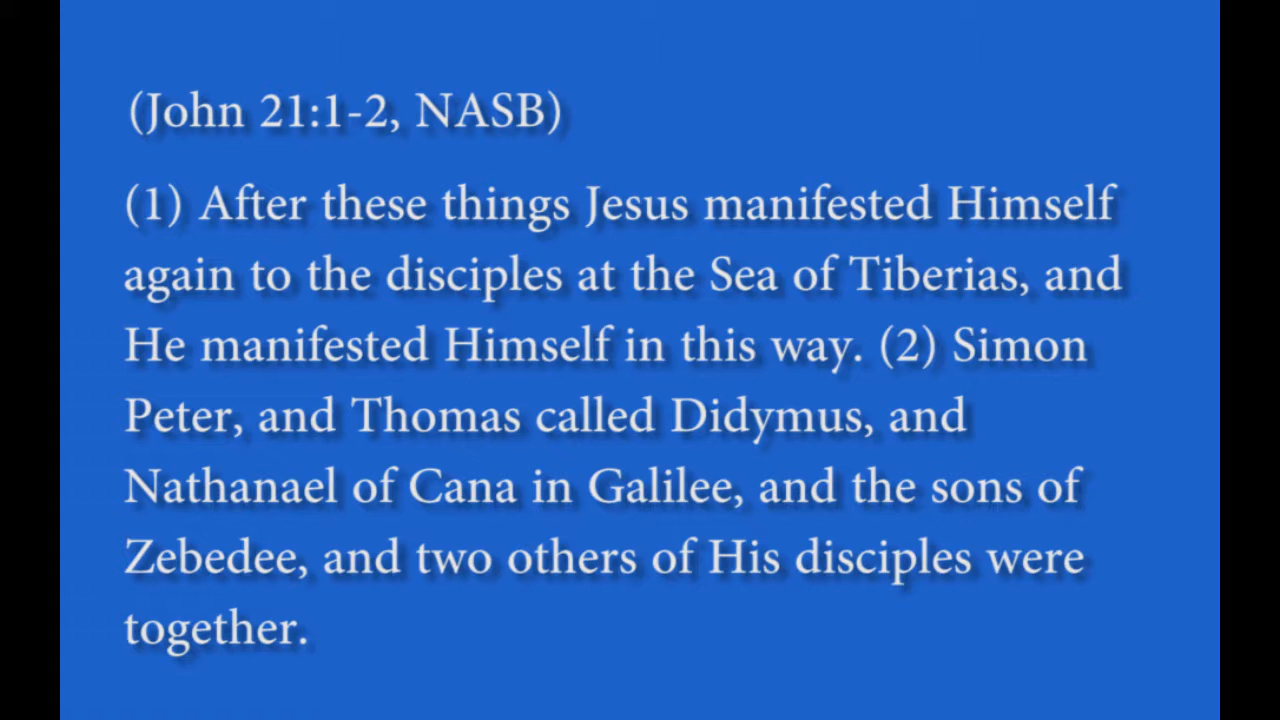 (John 21:1-2, NASB)
(1) After these things Jesus manifested Himself
again to the disciples at the Sea of Tiberias, and
He manifested Himself in this way. (2) Simon
Peter, and Thomas called Didymus, and
Nathanael of Cana in Galilee, and the sons of
Zebedee, and two others of His disciples were
together.